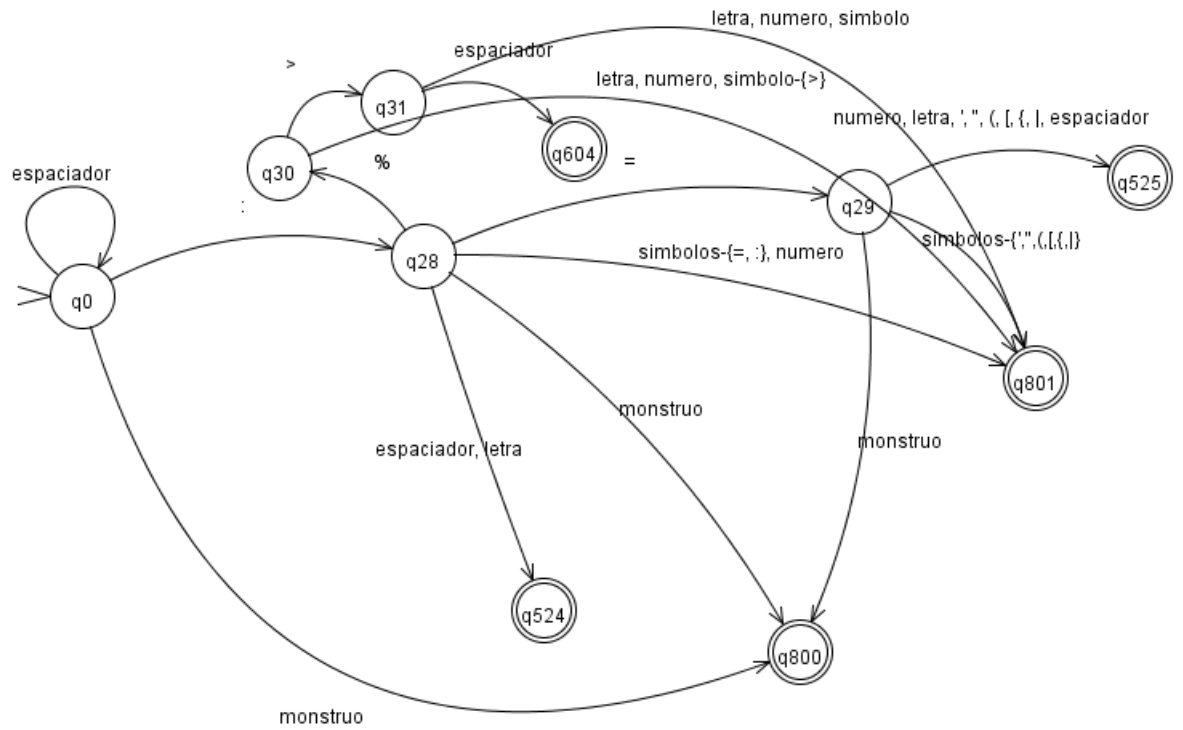 letra, numero, simbolo
espaciador
>
letra, numero, simbolo-{>}
q31
numero, letra, ', ", (, [, {, |, espaciador
q604
=
%
q30
espaciador
q525
:
q29
simbolos-{',",(,[,{,|}
simbolos-{=, :}, numero
q28
q0
q801
monstruo
monstruo
espaciador, letra
q524
q800
monstruo